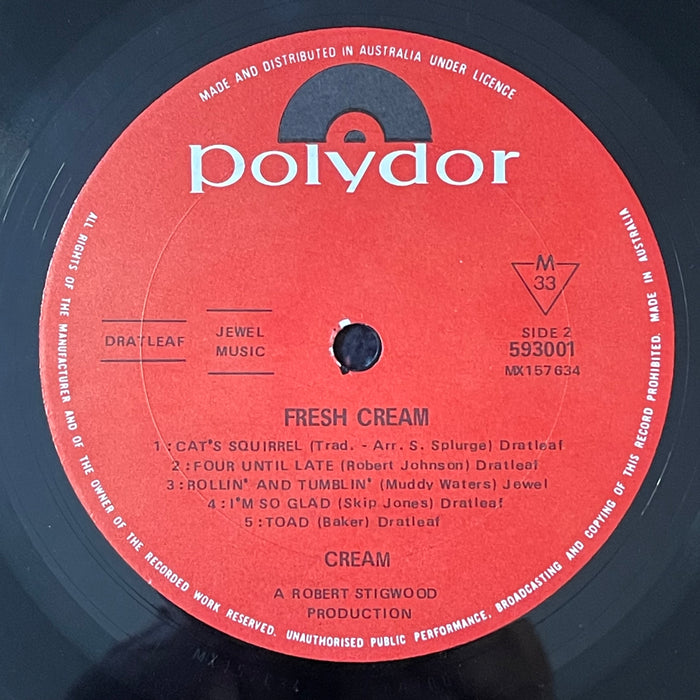 MADE AND DISTRIBUTED IN AUSTRALIA UNDER LICENCE
polydor
M
33
DRATLEAF
JEWEL
MUSIC
SIDE 2
593001
MX157634
FRESH CREAM
1:CAT'S SQUIRREL (Trad. - Arr. S. Splurge) Dratleaf
2:FOUR UNTIL LATE (Robert Johnson) Dratleaf
3:ROLLIN' AND TUMBLIN' (Muddy Waters) Jewel
4:I'M SO GLAD (Skip Jones) Dratleaf
5:TOAD (Baker) Dratleaf
CREAM
A ROBERT STIGWOOD
PRODUCTION
ALL RIGHTS OF THE MANUFACTURER AND OF THE OWNER OF THE RECORDED WORK RESERVED. UNAUTHORISED PUBLIC PERFORMANCE, BROADCASTING AND COPYING OF THIS RECORD PROHIBITED. MADE IN AUSTRALIA